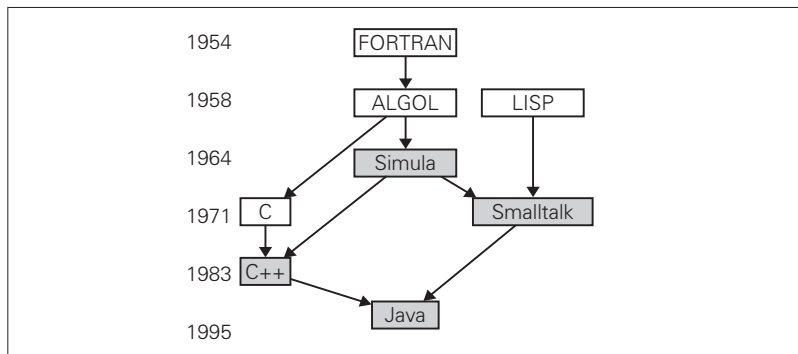 1954 FORTRAN
1958 ALGOL LISP
1964 Simula
1971 C Smalltalk
1983 C++
Java
1995